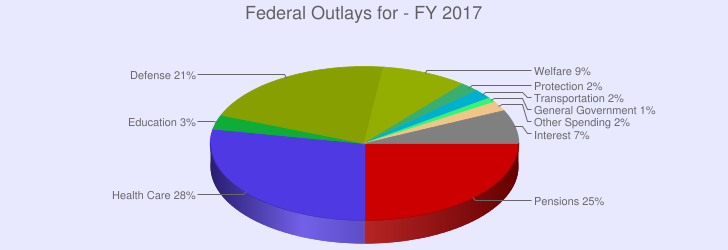 Federal Outlays for - FY 2017
Defense 21%
Welfare 9%
Protection 2%
Transportation 2%
General Government 1%
Education 3%
Other Spending 2%
Interest 7%
Health Care 28%
Pensions 25%